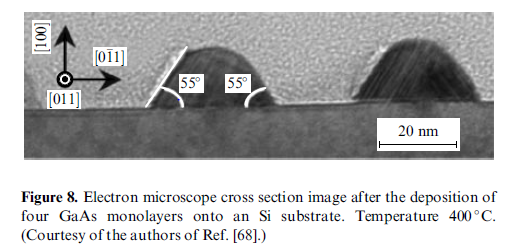 [100]
[01̄1]
[011]
55° 55°
20 nm
Figure 8. Electron microscope cross section image after the deposition of
four GaAs monolayers onto an Si substrate. Temperature 400 °C.
(Courtesy of the authors of Ref. [68].)